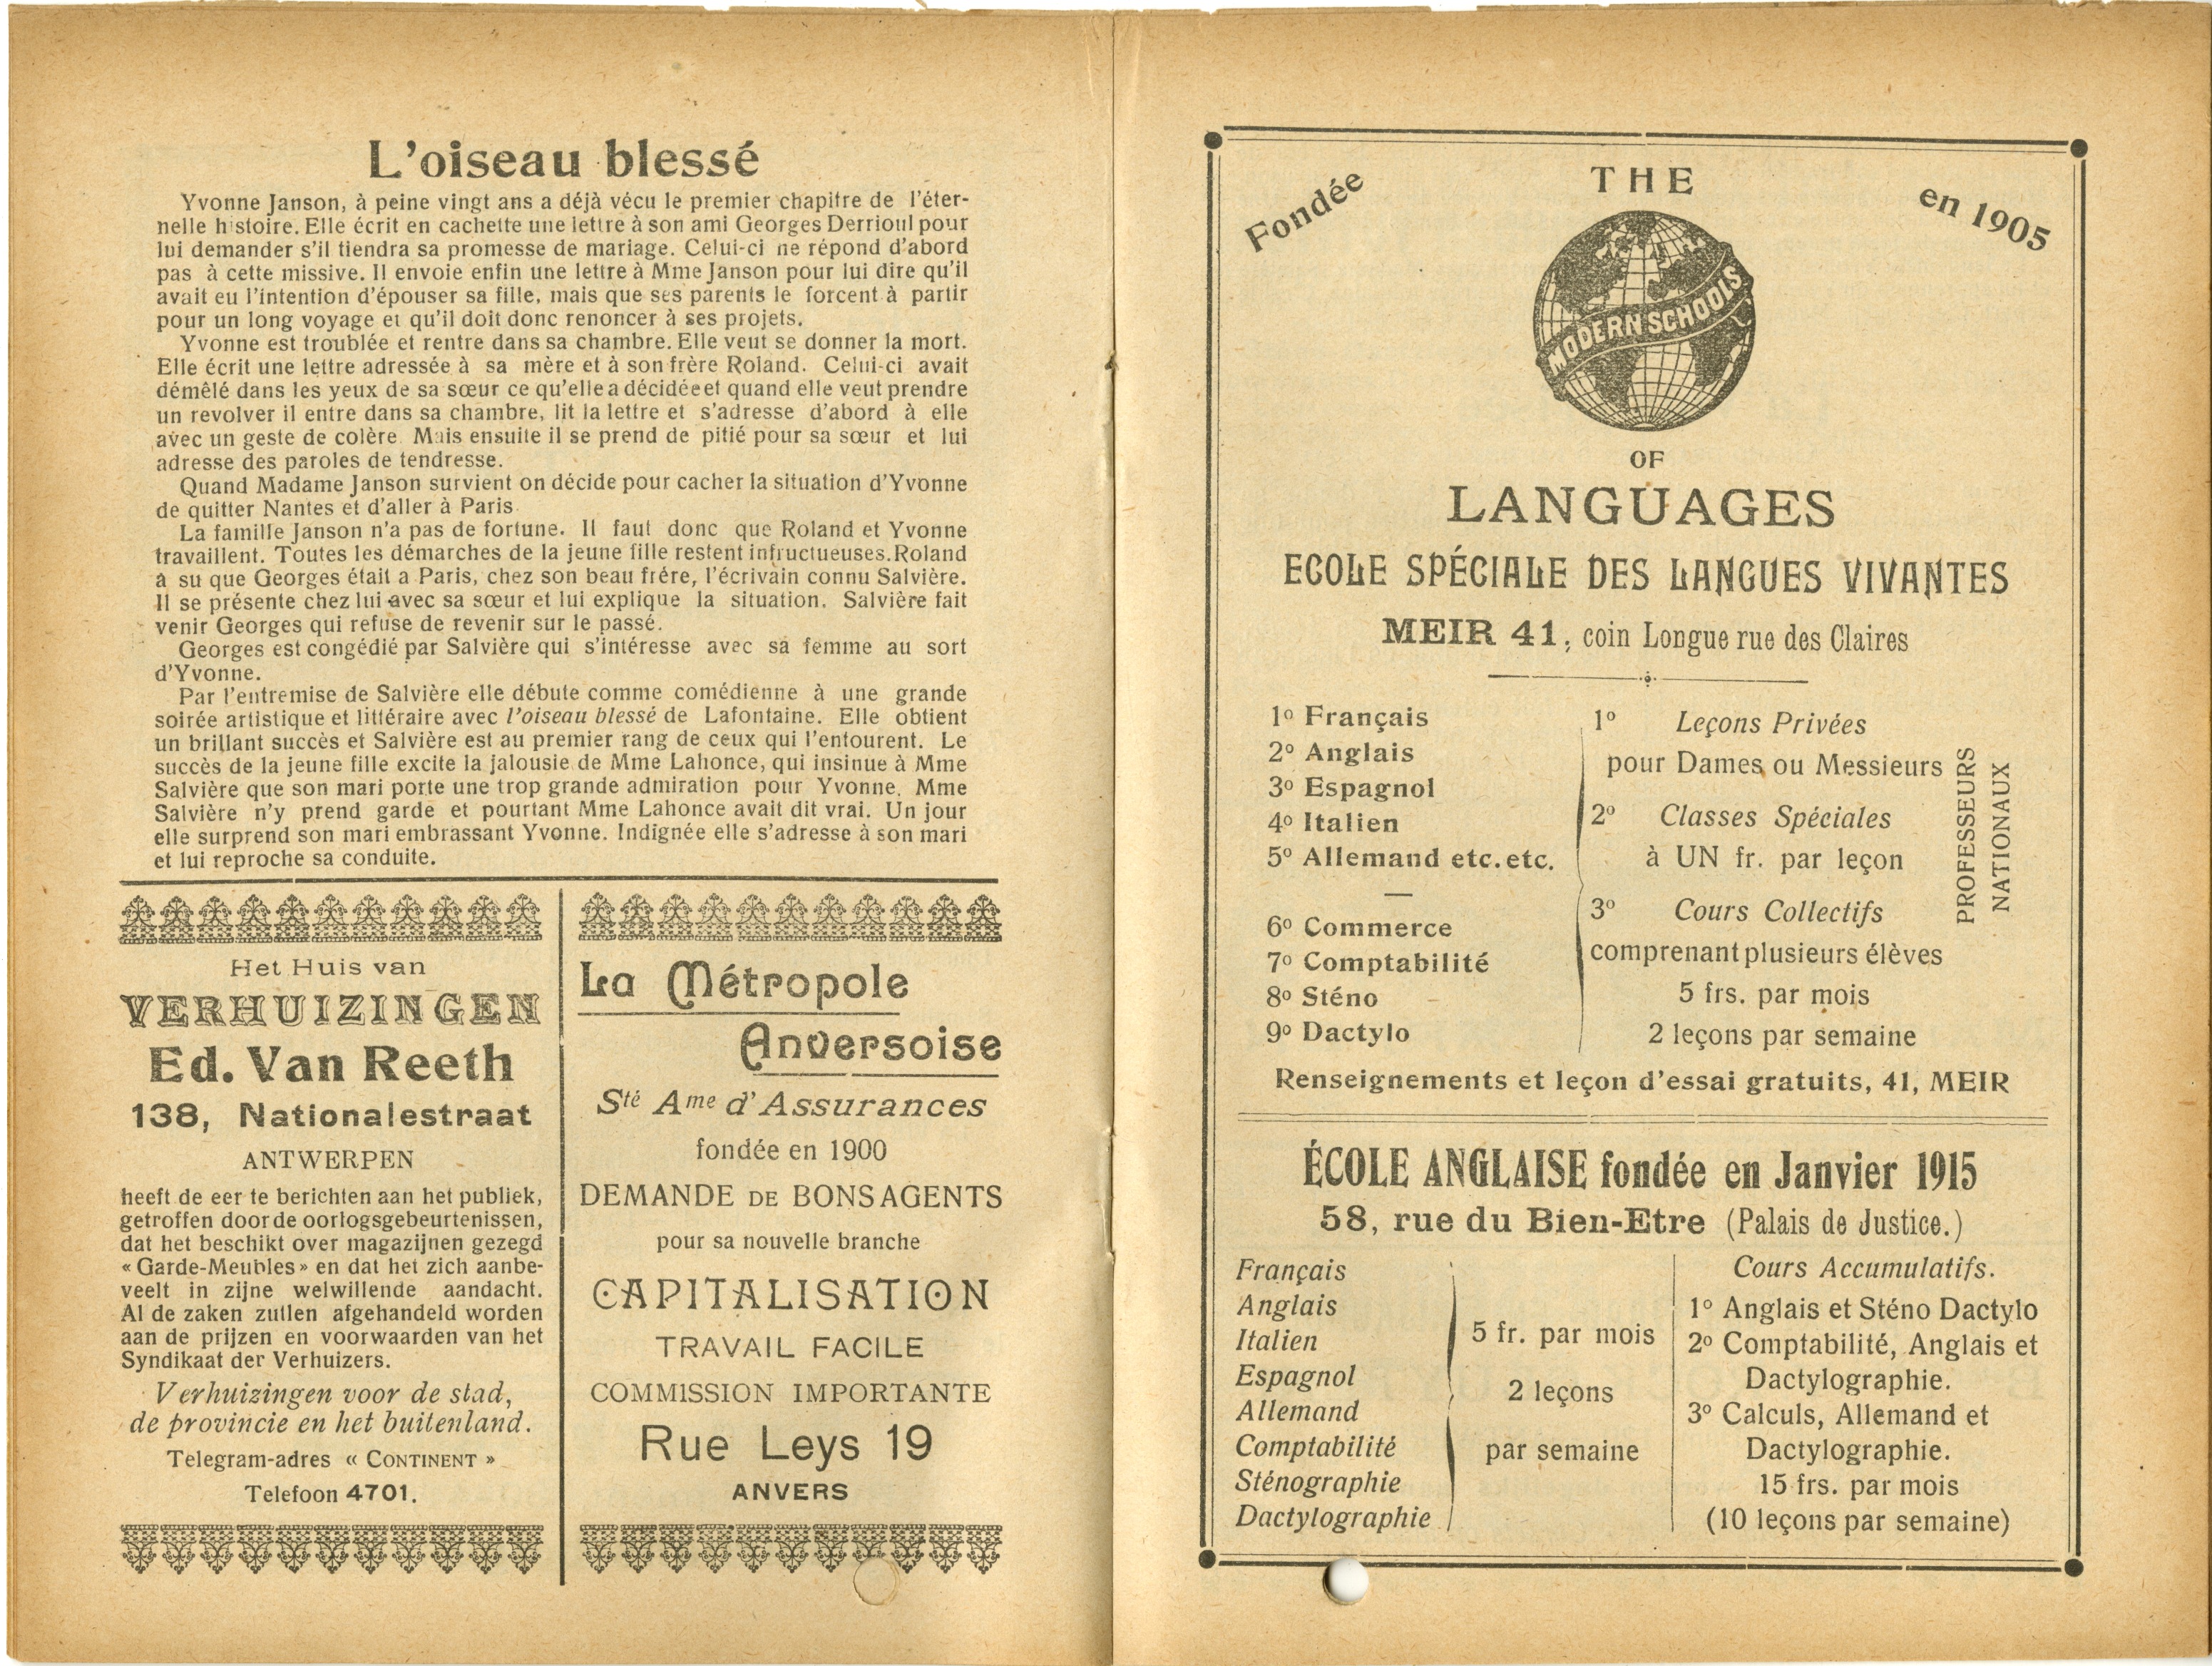 L'oiseau blessé
Yvonne Janson, à peine vingt ans a déjà vécu le premier chapitre de l'éter-
nelle histoire. Elle écrit en cachette une lettre à son ami Georges Derrioul pour
lui demander s'il tiendra sa promesse de mariage. Celui-ci ne répond d'abord
pas à cette missive. Il envoie enfin une lettre à Mme Janson pour lui dire qu'il
avait eu l'intention d'épouser sa fille, mais que ses parents le forcent à partir
pour un long voyage et qu'il doit donc renoncer à ses projets.
Yvonne est troublée et rentre dans sa chambre. Elle veut se donner la mort.
Elle écrit une lettre adressée à sa mère et à son frère Roland. Celui-ci avait
démêlé dans les yeux de sa sœur ce qu'elle a décidée et quand elle veut prendre
un revolver il entre dans sa chambre, lit la lettre et s'adresse d'abord à elle
avec un geste de colère. Mais ensuite il se prend de pitié pour sa sœur et lui
adresse des paroles de tendresse.
Quand Madame Janson survient on décide pour cacher la situation d'Yvonne
de quitter Nantes et d'aller à Paris
La famille Janson n'a pas de fortune. Il faut donc que Roland et Yvonne
travaillent. Toutes les démarches de la jeune fille restent infructueuses. Roland
a su que Georges était a Paris, chez son beau frére, l'écrivain connu Salvière.
Il se présente chez lui avec sa sœur et lui explique la situation. Salvière fait
venir Georges qui refuse de revenir sur le passé.
Georges est congédié par Salvière qui s'intéresse avec sa femme au sort
d'Yvonne.
Par l'entremise de Salvière elle débute comme comédienne à une grande
soirée artistique et littéraire avec l'oiseau blessé de Lafontaine. Elle obtient
un brillant succès et Salvière est au premier rang de ceux qui l'entourent. Le
succès de la jeune fille excite la jalousie de Mme Lahonce, qui insinue à Mme
Salvière que son mari porte une trop grande admiration pour Yvonne. Mme
Salvière n'y prend garde et pourtant Mme Lahonce avait dit vrai. Un jour
elle surprend son mari embrassant Yvonne. Indignée elle s'adresse à son mari
et lui reproche sa conduite.
Het Huis van
VERHUIZINGEN
Ed. Van Reeth
138, Nationalestraat
ANTWERPEN
heeft de eer te berichten aan het publiek,
getroffen door de oorlogsgebeurtenissen,
dat het beschikt over magazijnen gezegd
« Garde-Meubles » en dat het zich aanbe-
veelt in zijne welwillende aandacht.
Al de zaken zullen afgehandeld worden
aan de prijzen en voorwaarden van het
Syndikaat der Verhuizers.
Verhuizingen voor de stad,
de provincie en het buitenland.
Telegram-adres « CONTINENT »
Telefoon 4701.
La Métropole
Anversoise
Sté Ame d'Assurances
fondée en 1900
DEMANDE DE BONS AGENTS
pour sa nouvelle branche
CAPITALISATION
TRAVAIL FACILE
COMMISSION IMPORTANTE
Rue Leys 19
ANVERS
Fondée
THE
en 1905
MODERN SCHOOLS
OF
LANGUAGES
ECOLE SPÉCIALE DES LANGUES VIVANTES
MEIR 41, coin Longue rue des Claires
1º Français
2º Anglais
3º Espagnol
4º Italien
5º Allemand etc. etc.
6º Commerce
7º Comptabilité
8º Sténo
9º Dactylo
1º Leçons Privées
pour Dames ou Messieurs
2º Classes Spéciales
à UN fr. par leçon
3º Cours Collectifs
comprenant plusieurs élèves
5 frs. par mois
2 leçons par semaine
PROFESSEURS
NATIONAUX
Renseignements et leçon d'essai gratuits, 41, MEIR
ÉCOLE ANGLAISE fondée en Janvier 1915
58, rue du Bien-Etre (Palais de Justice.)
Français
Anglais
Italien
Espagnol
Allemand
Comptabilité
Sténographie
Dactylographie
5 fr. par mois
2 leçons
par semaine
Cours Accumulatifs.
1º Anglais et Sténo Dactylo
2º Comptabilité, Anglais et
Dactylographie.
3º Calculs, Allemand et
Dactylographie.
15 frs. par mois
(10 leçons par semaine)